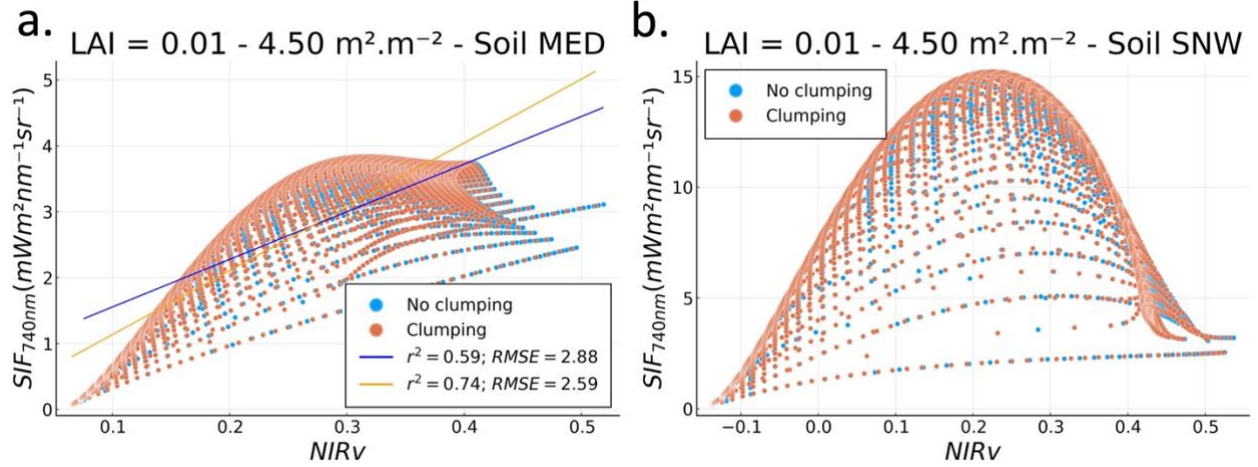 a.
LAI = 0.01 - 4.50 m².m⁻² - Soil MED
SIF₇₄₀ₙₘ(mWm²nm⁻¹sr⁻¹)
5
4
3
2
1
0
No clumping
Clumping
r² = 0.59; RMSE = 2.88
r² = 0.74; RMSE = 2.59
0.1 0.2 0.3 0.4 0.5
NIRv
b.
LAI = 0.01 - 4.50 m².m⁻² - Soil SNW
SIF₇₄₀ₙₘ(mWm²nm⁻¹sr⁻¹)
No clumping
Clumping
15
10
5
0
−0.1 0.0 0.1 0.2 0.3 0.4 0.5
NIRv